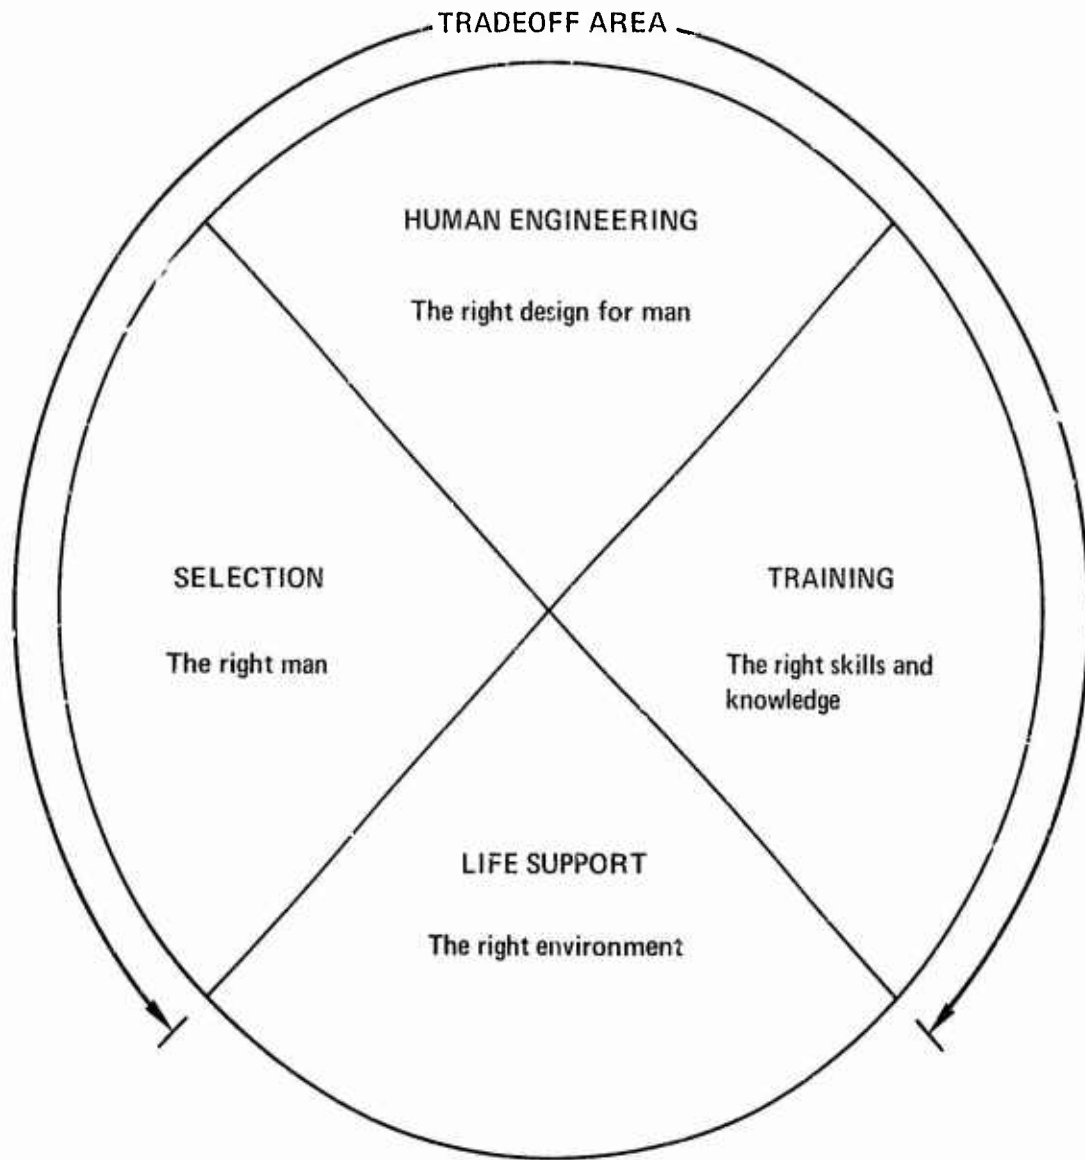 TRADEOFF AREA
HUMAN ENGINEERING
The right design for man
SELECTION
The right man
TRAINING
The right skills and
knowledge
LIFE SUPPORT
The right environment